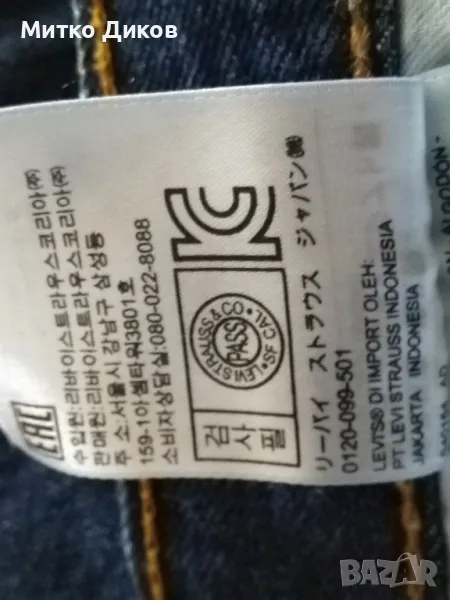 Митко Диков
EAC
수입원:리바이스트라우스코리아㈜
판매원:리바이스트라우스코리아㈜
주 소:서울시 강남구 삼성동
159-1아셈타워3801호
소비자상담실:080-022-8088
LEVI STRAUSS & CO. SF. CAL.
PASS
검사필
リーバイ ストラウス ジャパン㈱
0120-099-501
LEVI'S® DI IMPORT OLEH:
PT LEVI STRAUSS INDONESIA
JAKARTA INDONESIA
ALGODON
BAZAR